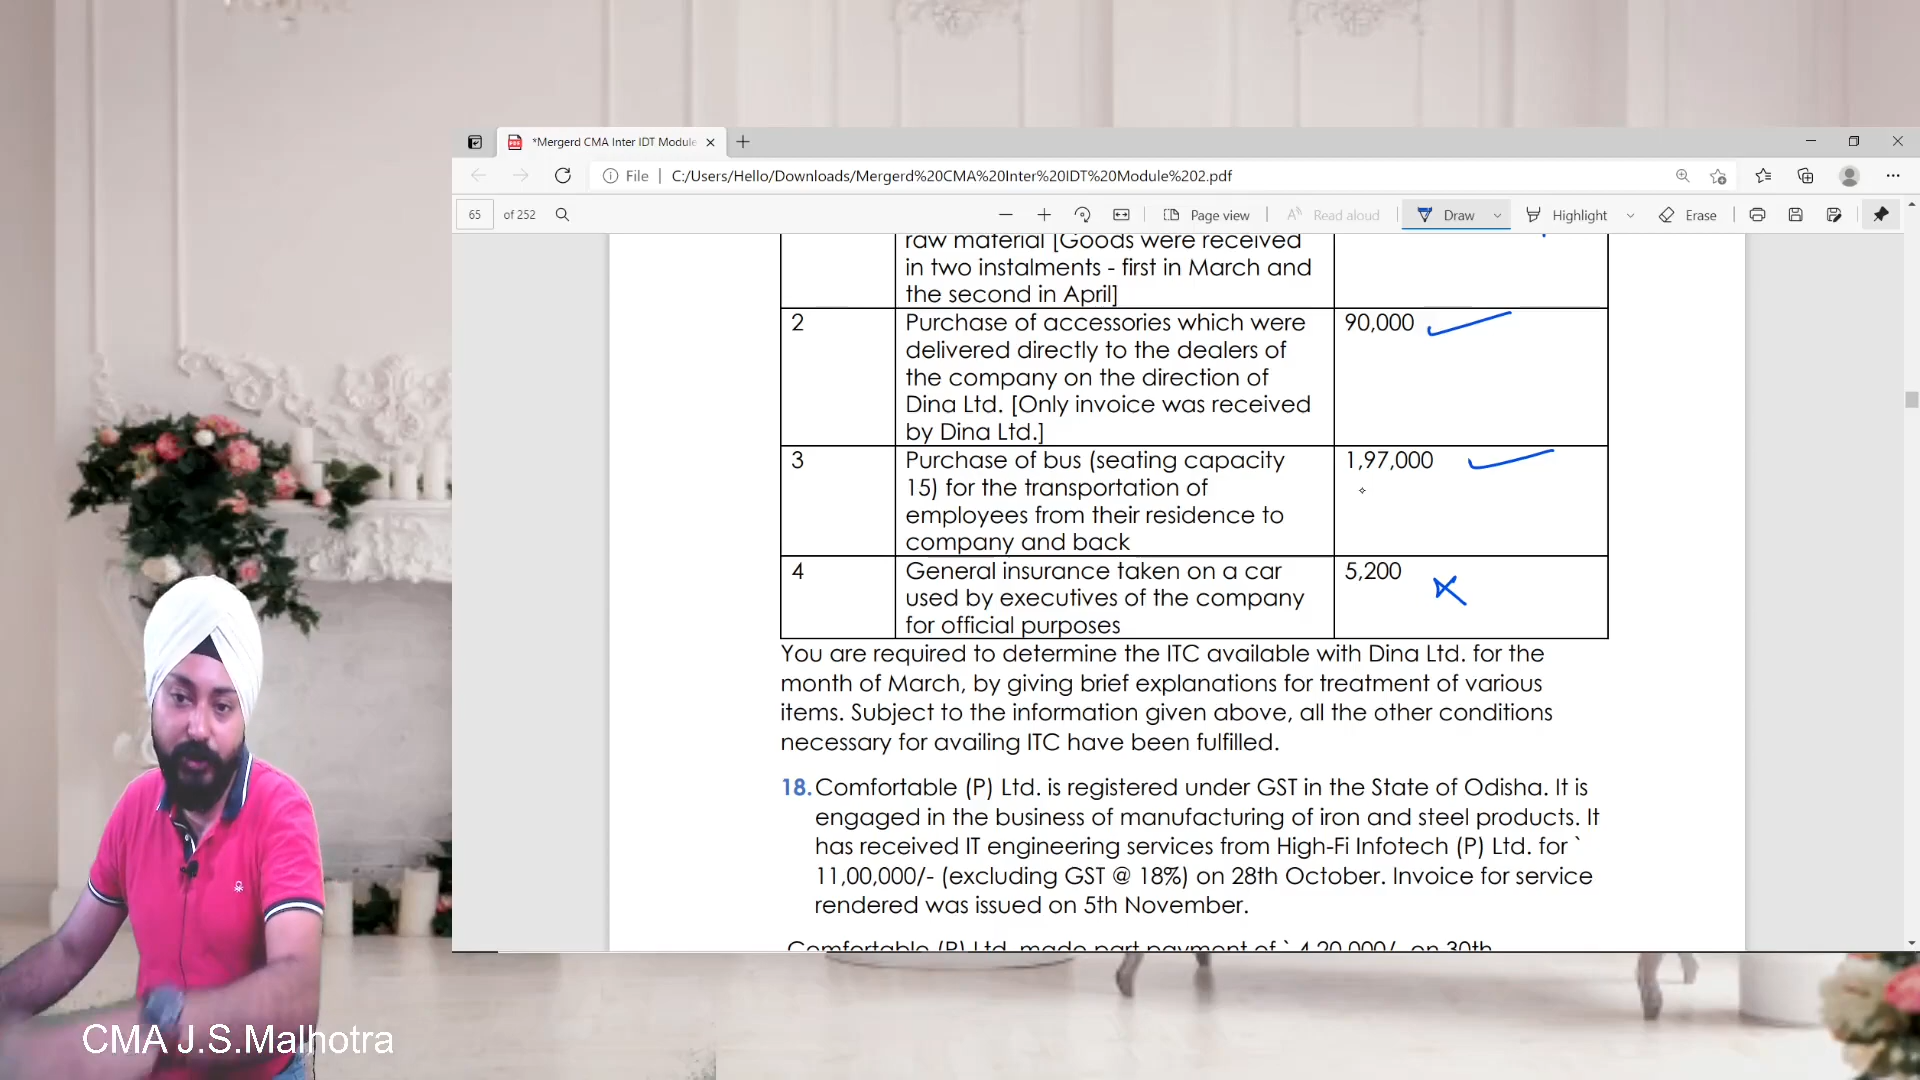 *Mergerd CMA Inter IDT Module
File
C:/Users/Hello/Downloads/Mergerd%20CMA%20Inter%20IDT%20Module%202.pdf
65 of 252
Page view
Read aloud
Draw
Highlight
Erase
raw material [Goods were received
in two instalments - first in March and
the second in April]
2 Purchase of accessories which were 90,000
delivered directly to the dealers of
the company on the direction of
Dina Ltd. [Only invoice was received
by Dina Ltd.]
3 Purchase of bus (seating capacity 1,97,000
15) for the transportation of
employees from their residence to
company and back
4 General insurance taken on a car 5,200
used by executives of the company
for official purposes
You are required to determine the ITC available with Dina Ltd. for the
month of March, by giving brief explanations for treatment of various
items. Subject to the information given above, all the other conditions
necessary for availing ITC have been fulfilled.
18. Comfortable (P) Ltd. is registered under GST in the State of Odisha. It is
engaged in the business of manufacturing of iron and steel products. It
has received IT engineering services from High-Fi Infotech (P) Ltd. for `
11,00,000/- (excluding GST @ 18%) on 28th October. Invoice for service
rendered was issued on 5th November.
Comfortable (P) Ltd. made part payment of ` 4,20,000/- on 30th
CMA J.S.Malhotra